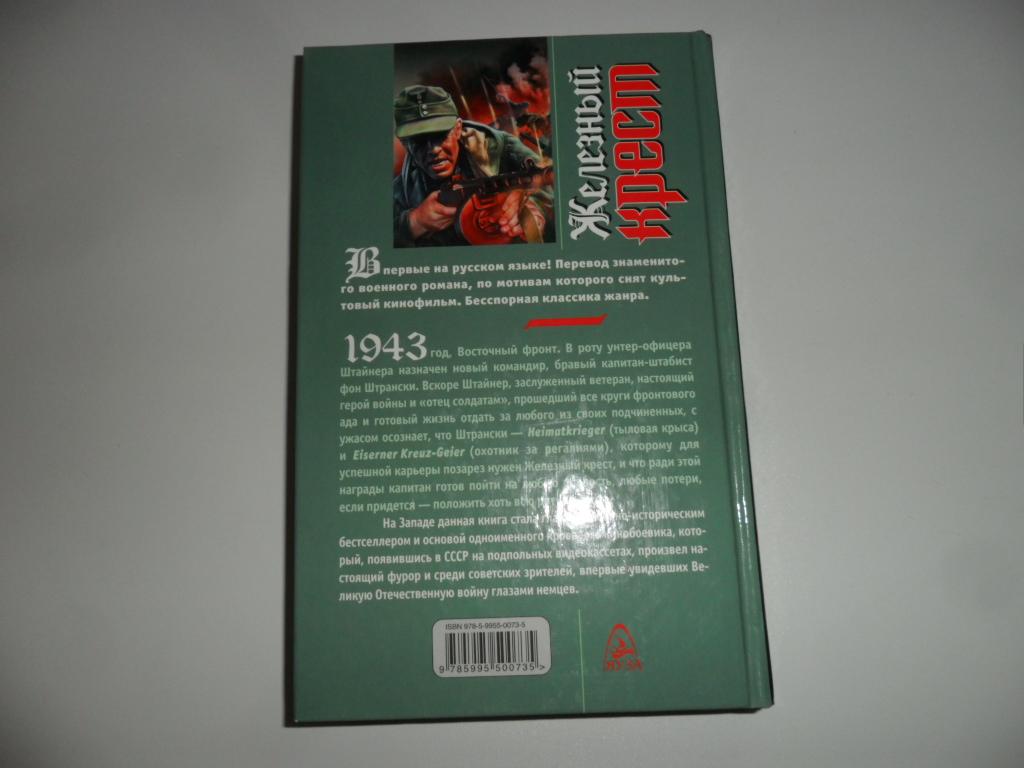 Железный
крест
Впервые на русском языке! Перевод знаменито-
го военного романа, по мотивам которого снят куль-
товый кинофильм. Бесспорная классика жанра.
1943 год, Восточный фронт. В роту унтер-офицера
Штайнера назначен новый командир, бравый капитан-штабист
фон Штрански. Вскоре Штайнер, заслуженный ветеран, настоящий
герой войны и «отец солдатам», прошедший все круги фронтового
ада и готовый жизнь отдать за любого из своих подчиненных, с
ужасом осознает, что Штрански — Heimatkrieger (тыловая крыса)
и Eiserner Kreuz-Geier (охотник за регалиями), которому для
успешной карьеры позарез нужен Железный крест, и что ради этой
награды капитан готов пойти на любые потери,
если придется — положить хоть всю
На Западе данная книга стала
бестселлером и основой одноименного кото-
рый, появившись в СССР на подпольных видеокассетах, произвел на-
стоящий фурор и среди советских зрителей, впервые увидевших Ве-
ликую Отечественную войну глазами немцев.
ISBN 978-5-9955-0073-5
9 785995 500735 >
ЯУЗА